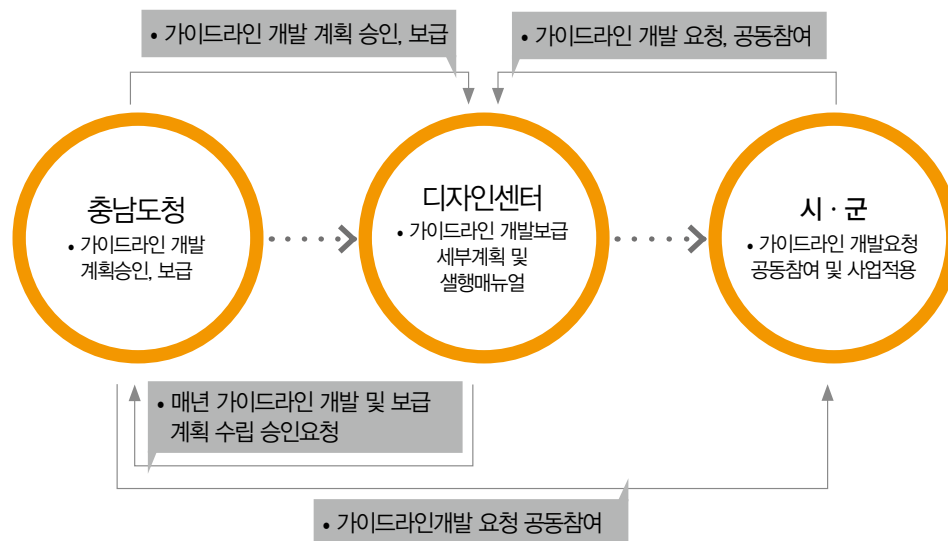 • 가이드라인 개발 계획 승인, 보급
• 가이드라인 개발 요청, 공동참여
충남도청
• 가이드라인 개발
계획승인, 보급
디자인센터
• 가이드라인 개발보급
세부계획 및
샐행매뉴얼
시 · 군
• 가이드라인 개발요청
공동참여 및 사업적용
• 매년 가이드라인 개발 및 보급
계획 수립 승인요청
• 가이드라인개발 요청 공동참여